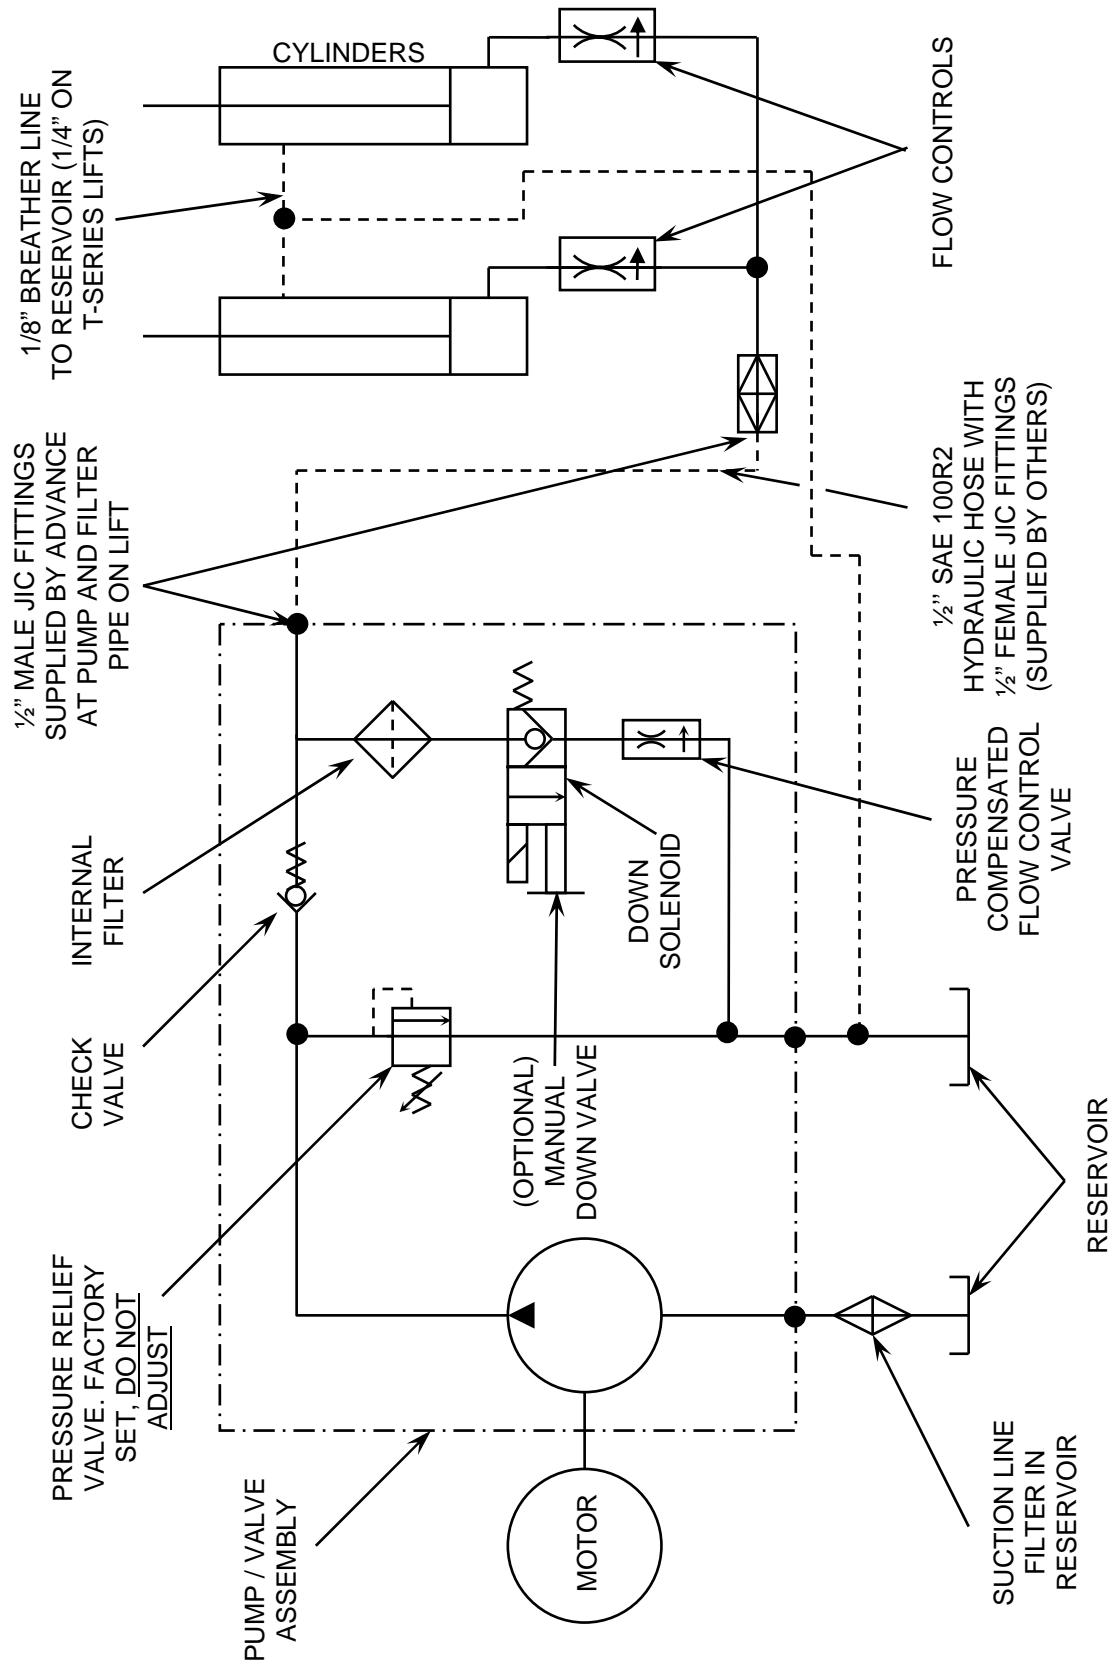 1/8” BREATHER LINE
TO RESERVOIR (1/4” ON
T-SERIES LIFTS)
CYLINDERS
FLOW CONTROLS
½” MALE JIC FITTINGS
SUPPLIED BY ADVANCE
AT PUMP AND FILTER
PIPE ON LIFT
½” SAE 100R2
HYDRAULIC HOSE WITH
½” FEMALE JIC FITTINGS
(SUPPLIED BY OTHERS)
INTERNAL
FILTER
DOWN
SOLENOID
PRESSURE
COMPENSATED
FLOW CONTROL
VALVE
CHECK
VALVE
(OPTIONAL)
MANUAL
DOWN VALVE
RESERVOIR
PRESSURE RELIEF
VALVE. FACTORY
SET, DO NOT
ADJUST
PUMP / VALVE
ASSEMBLY
MOTOR
SUCTION LINE
FILTER IN
RESERVOIR